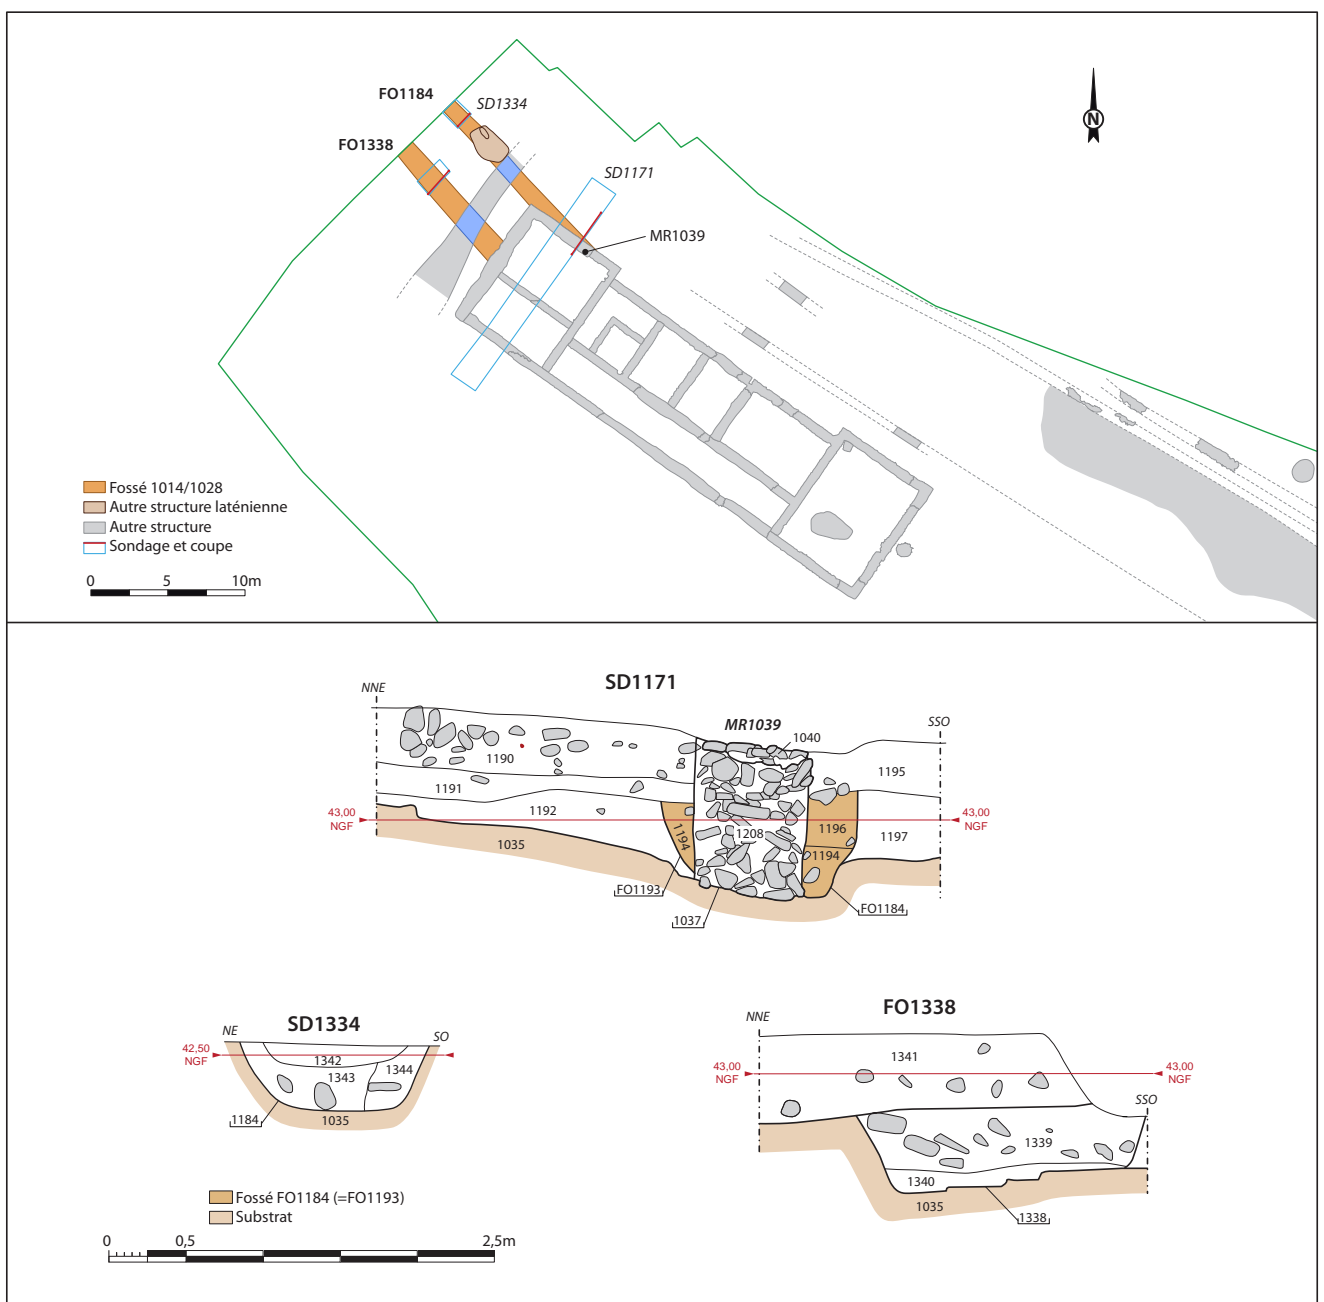 FO1184
SD1334
FO1338
SD1171
MR1039
N
Fossé 1014/1028
Autre structure laténienne
Autre structure
Sondage et coupe
0 5 10m
SD1171
NNE
MR1039
SSO
1040
1190
1195
1191
1192
43,00
NGF
43,00
NGF
1196
1208
1194
1197
1035
1194
FO1193
FO1184
1037
SD1334
NE
SO
42,50
NGF
1342
1343
1344
1184
1035
FO1338
NNE
1341
43,00
NGF
43,00
NGF
SSO
1339
1340
1035
1338
Fossé FO1184 (=FO1193)
Substrat
0 0,5 2,5m